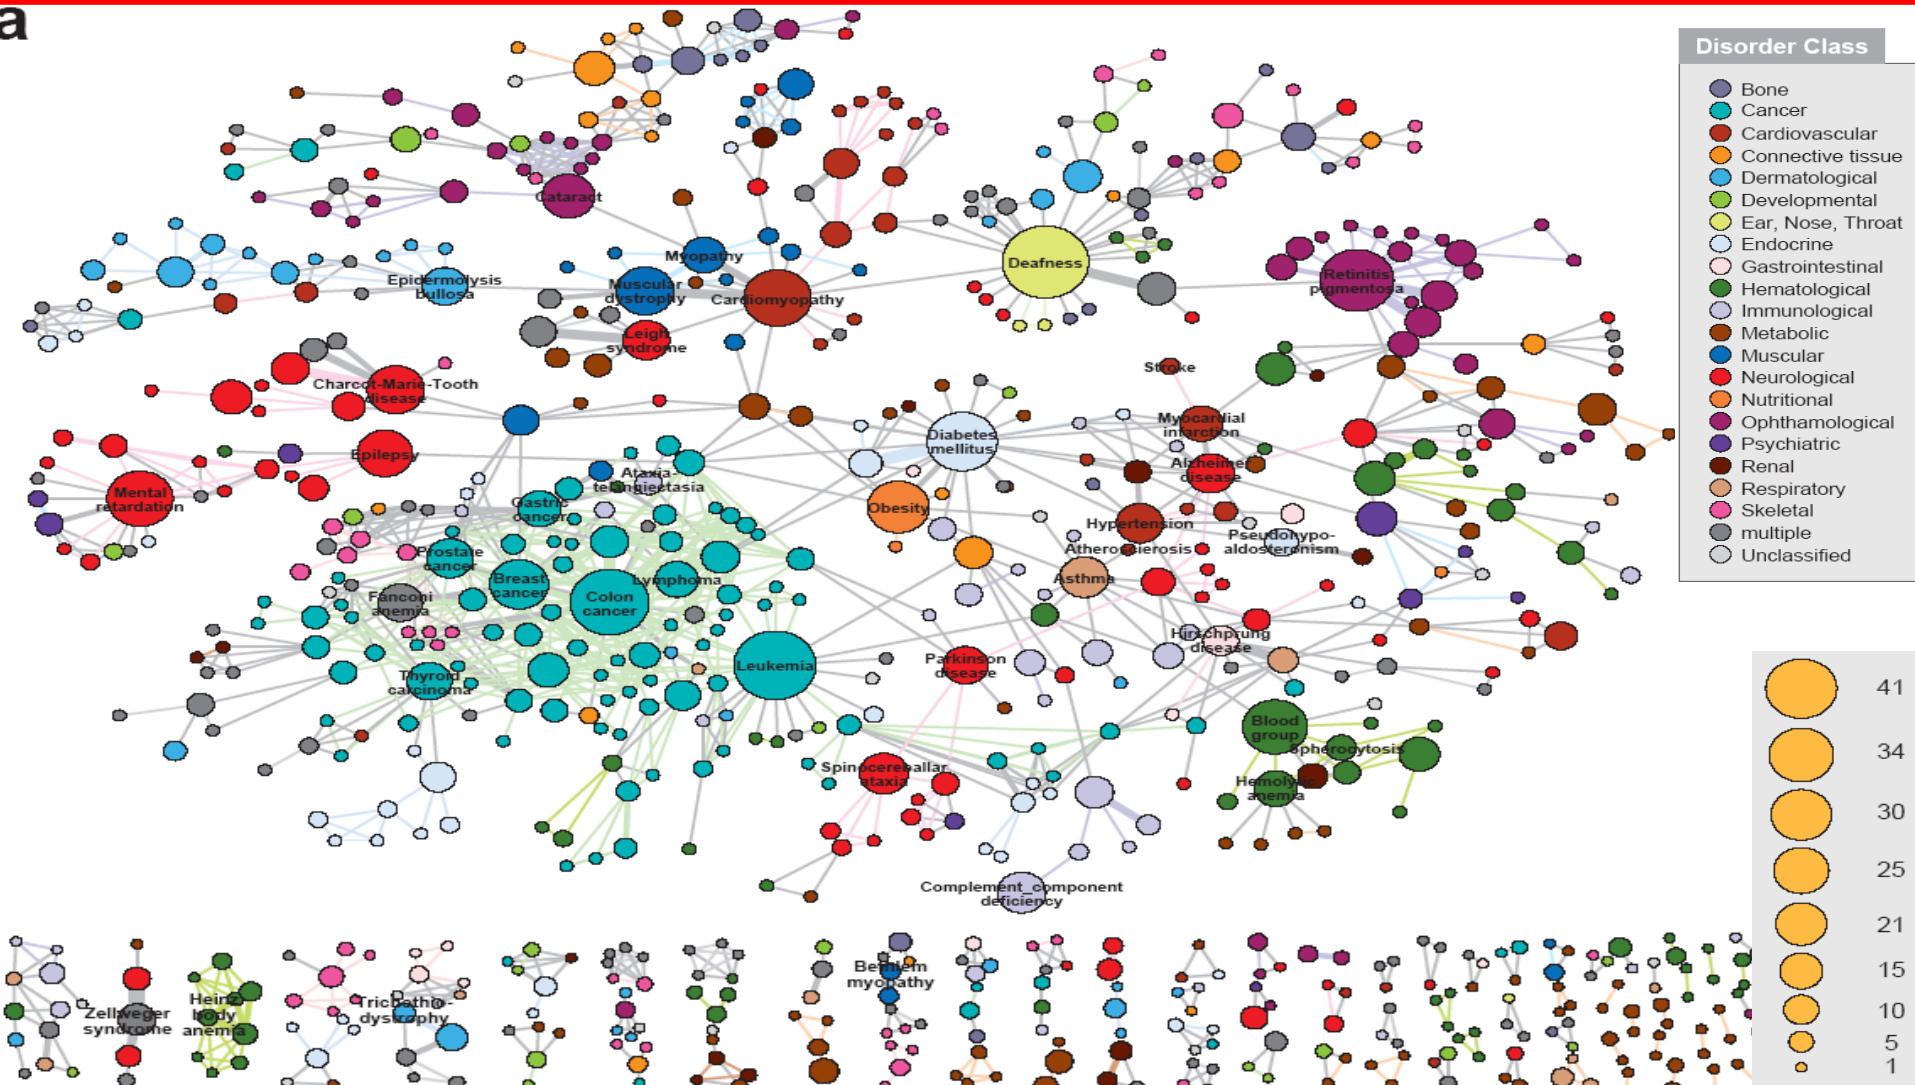 a
Disorder Class
Bone
Cancer
Cardiovascular
Connective tissue
Dermatological
Developmental
Ear, Nose, Throat
Endocrine
Gastrointestinal
Hematological
Immunological
Metabolic
Muscular
Neurological
Nutritional
Ophthamological
Psychiatric
Renal
Respiratory
Skeletal
multiple
Unclassified
Cataract
Myopathy
Epidermolysis
bullosa
Muscular
dystrophy
Cardiomyopathy
Deafness
Retinitis
pigmentosa
Leigh
syndrome
Charcot-Marie-Tooth
disease
Stroke
Myocardial
infarction
Diabetes
mellitus
Epilepsy
Alzheimer
disease
Mental
retardation
Ataxia-
telangiectasia
Gastric
cancer
Obesity
Hypertension
Pseudohypo-
aldosteronism
Atherosclerosis
Prostate
cancer
Breast
cancer
Lymphoma
Asthma
Fanconi
anemia
Colon
cancer
Hirschprung
disease
Leukemia
Parkinson
disease
Thyroid
carcinoma
Blood
group
Spherocytosis
Spinocereballar
ataxia
Hemolytic
anemia
Complement_component
deficiency
Bethlem
myopathy
Zellweger
syndrome
Heinz
body
anemia
Trichothio-
dystrophy
41
34
30
25
21
15
10
5
1